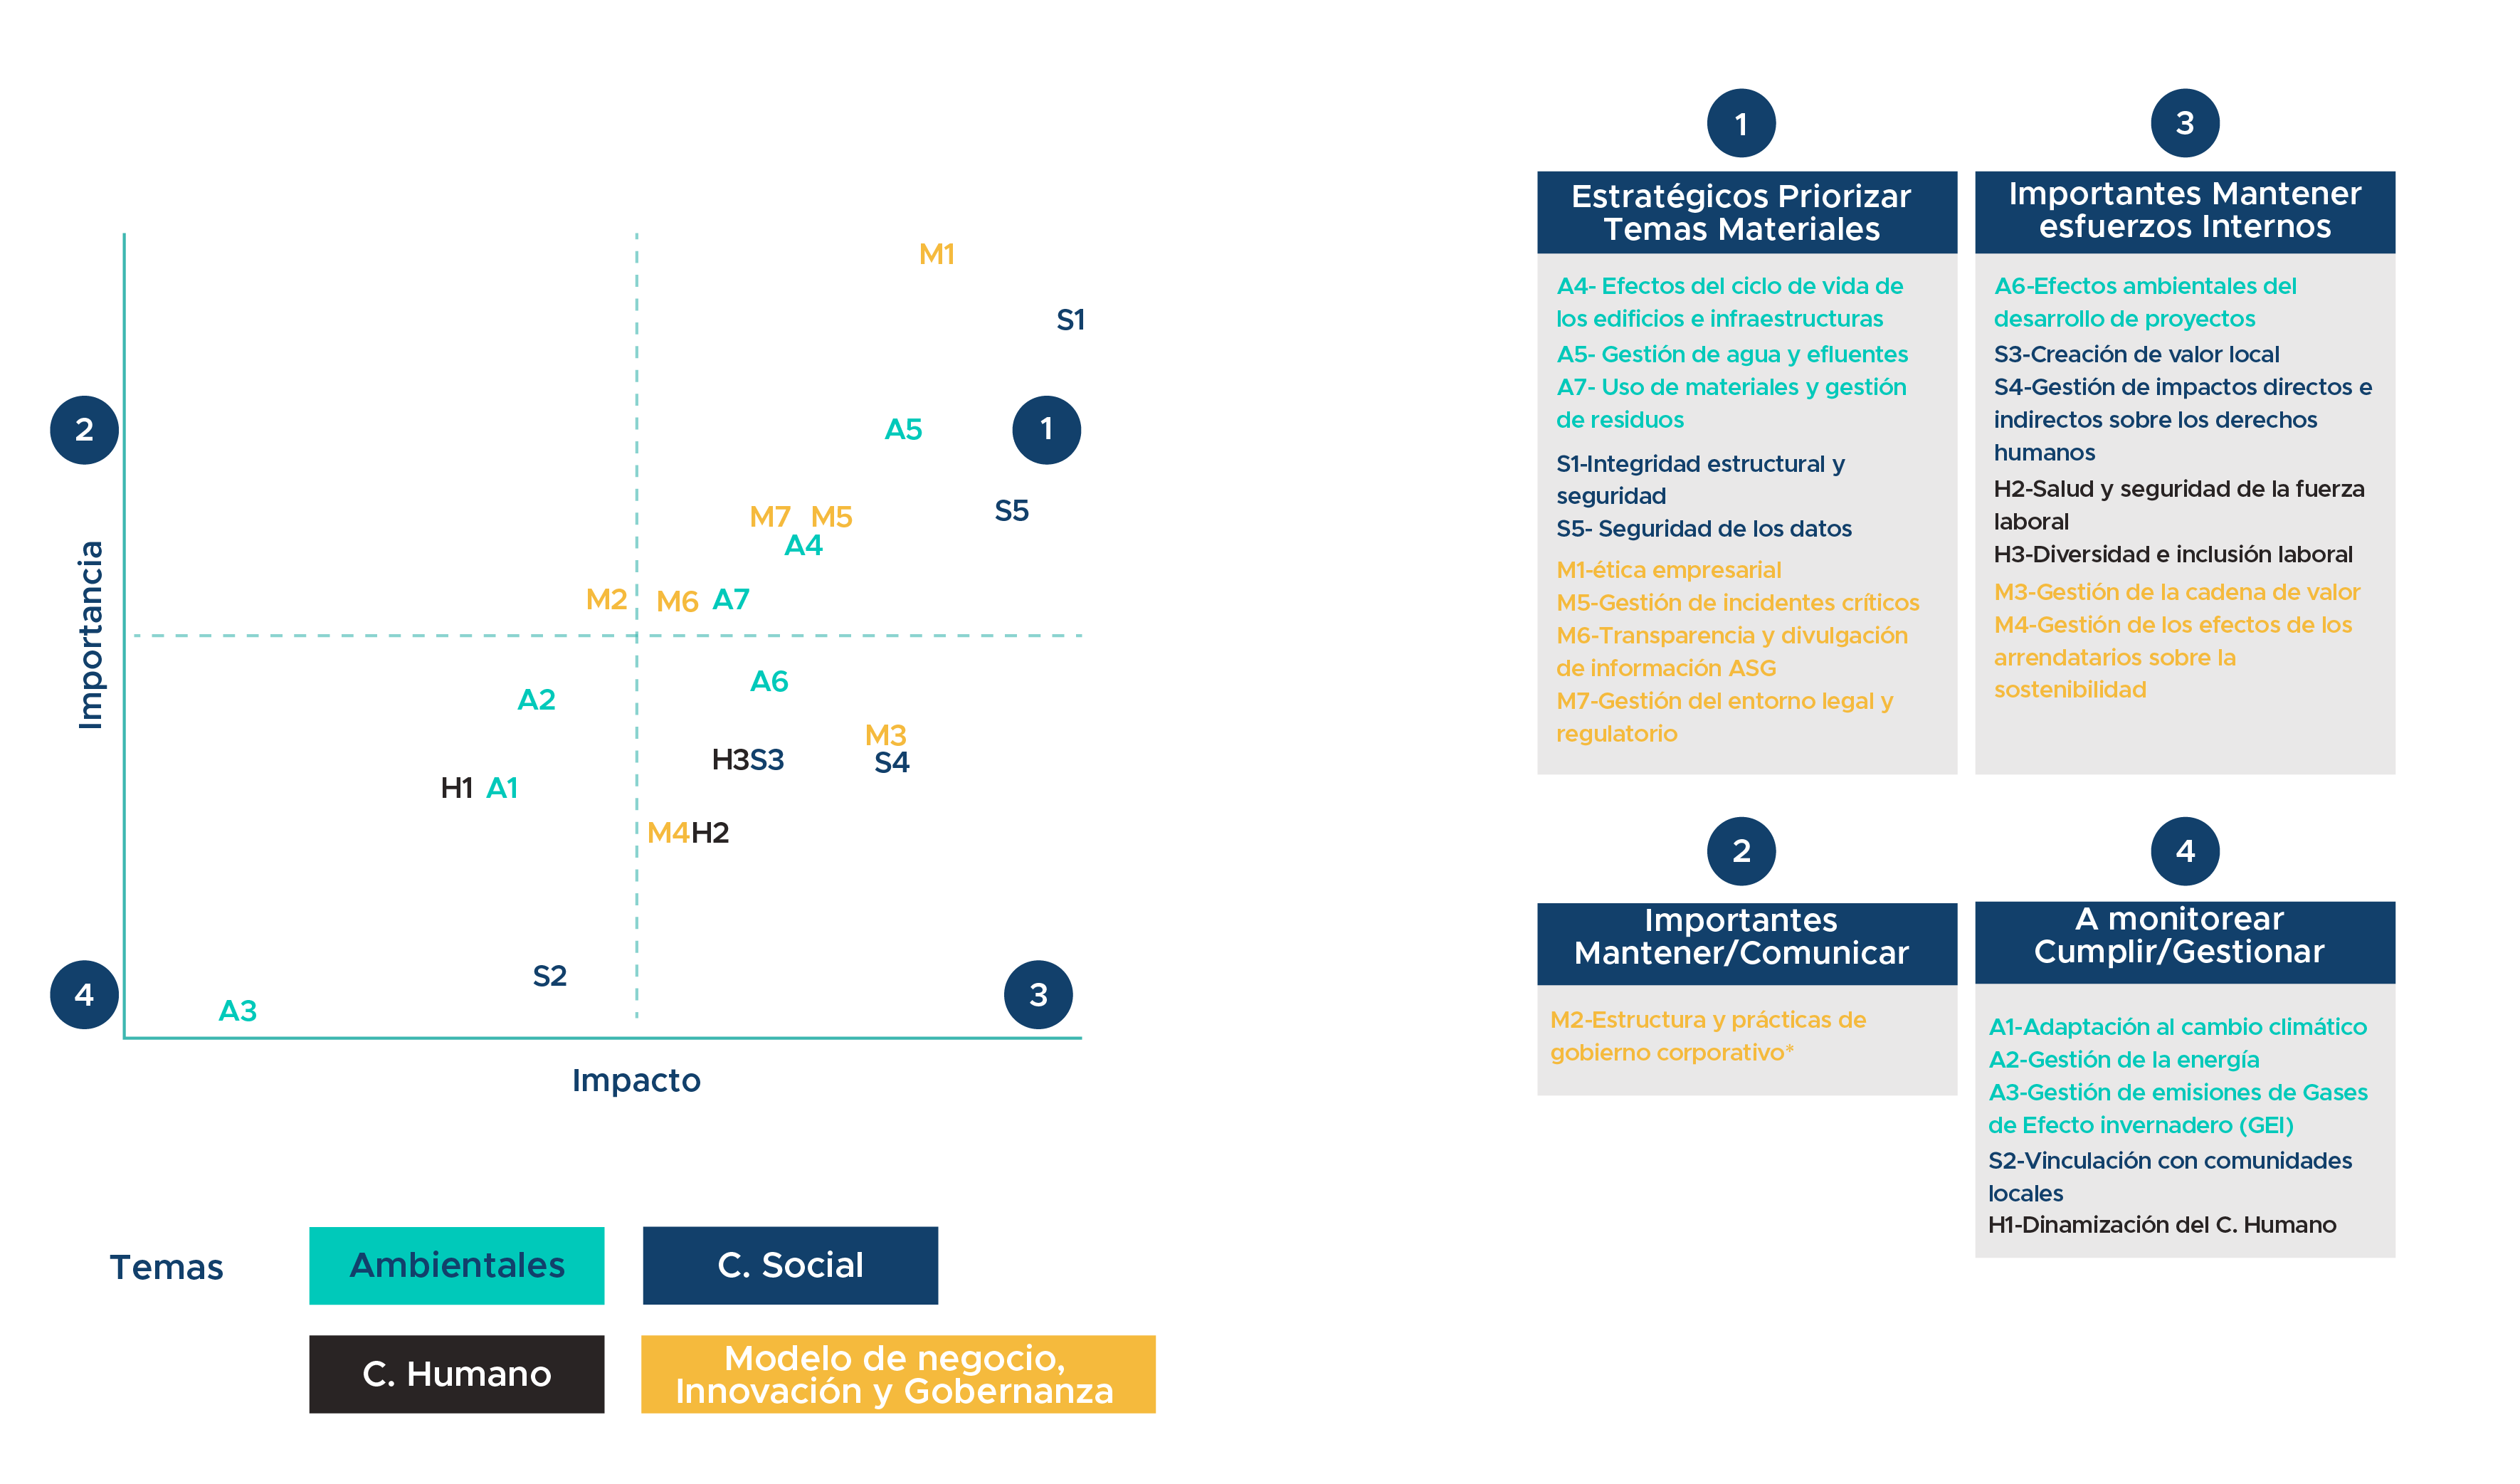 M1
S1
2
A5
1
S5
M7 M5
A4
M2 M6 A7
Importancia
A6
A2
M3
H3 S3 S4
H1 A1
M4 H2
S2
4
A3
3
Impacto
Temas
Ambientales
C. Social
C. Humano
Modelo de negocio,
Innovación y Gobernanza
1
Estratégicos Priorizar
Temas Materiales
A4- Efectos del ciclo de vida de
los edificios e infraestructuras
A5- Gestión de agua y efluentes
A7- Uso de materiales y gestión
de residuos
S1-Integridad estructural y
seguridad
S5- Seguridad de los datos
M1-ética empresarial
M5-Gestión de incidentes críticos
M6-Transparencia y divulgación
de información ASG
M7-Gestión del entorno legal y
regulatorio
3
Importantes Mantener
esfuerzos Internos
A6-Efectos ambientales del
desarrollo de proyectos
S3-Creación de valor local
S4-Gestión de impactos directos e
indirectos sobre los derechos
humanos
H2-Salud y seguridad de la fuerza
laboral
H3-Diversidad e inclusión laboral
M3-Gestión de la cadena de valor
M4-Gestión de los efectos de los
arrendatarios sobre la
sostenibilidad
2
Importantes
Mantener/Comunicar
M2-Estructura y prácticas de
gobierno corporativo*
4
A monitorear
Cumplir/Gestionar
A1-Adaptación al cambio climático
A2-Gestión de la energía
A3-Gestión de emisiones de Gases
de Efecto invernadero (GEI)
S2-Vinculación con comunidades
locales
H1-Dinamización del C. Humano